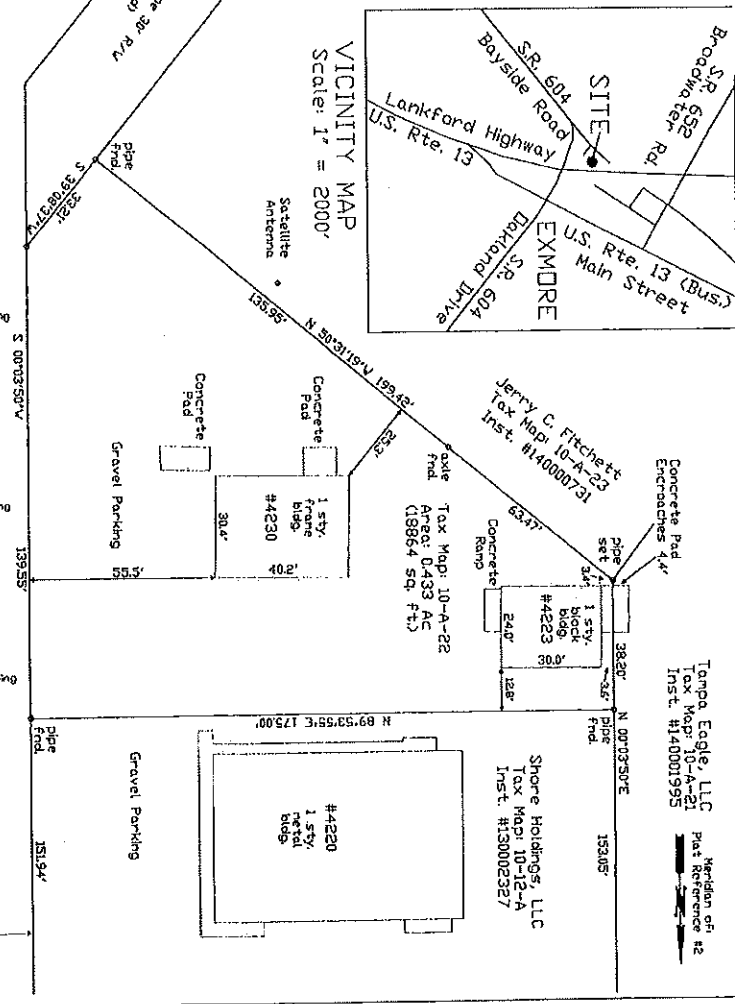 Broadwater Rd.
S.R. 652
S.R. 604
Bayside Road
SITE
Lankford Highway
U.S. Rte. 13
EXMORE
U.S. Rte. 13 (Bus.)
Main Street
Oakland Drive
S.R. 604
VICINITY MAP
Scale: 1" = 2000'
Tampa Eagle, LLC
Tax Map: 10-A-21
Inst. #140001995
Meridian of:
Plat Reference #2
Concrete Pad
Encroaches 4.4'
Jerry C. Fitchett
Tax Map: 10-A-23
Inst. #140000731
pipe
set
38.20'
N 00°03'50"E
153.05'
pipe
fnd.
3.4'
3.6'
1 sty.
block
bldg.
#4223
30.0'
24.0'
12.8'
Concrete
Ramp
63.47'
axle
fnd.
N 50°31'19"W 199.42'
135.95'
Satellite
Antenna
Tax Map: 10-A-22
Area: 0.433 Ac
(18864 sq. ft.)
25.3'
Concrete
Pad
1 sty.
frame
bldg.
#4230
40.2'
30.4'
Concrete
Pad
Gravel Parking
55.5'
N 89°53'55"E 175.00'
Shore Holdings, LLC
Tax Map: 10-12-A
Inst. #130002327
#4220
1 sty.
metal
bldg.
Gravel Parking
pipe
fnd.
S 39°08'37"W
33.21'
30' R/W
S 00°03'50"W
139.55'
pipe
fnd.
151.94'